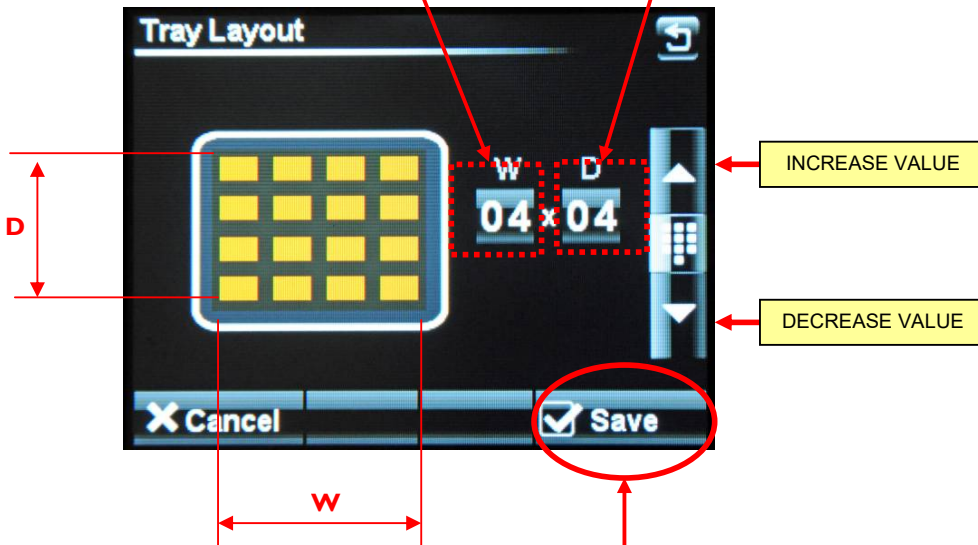 Tray Layout
W D
04 x 04
INCREASE VALUE
D
DECREASE VALUE
Cancel
Save
W